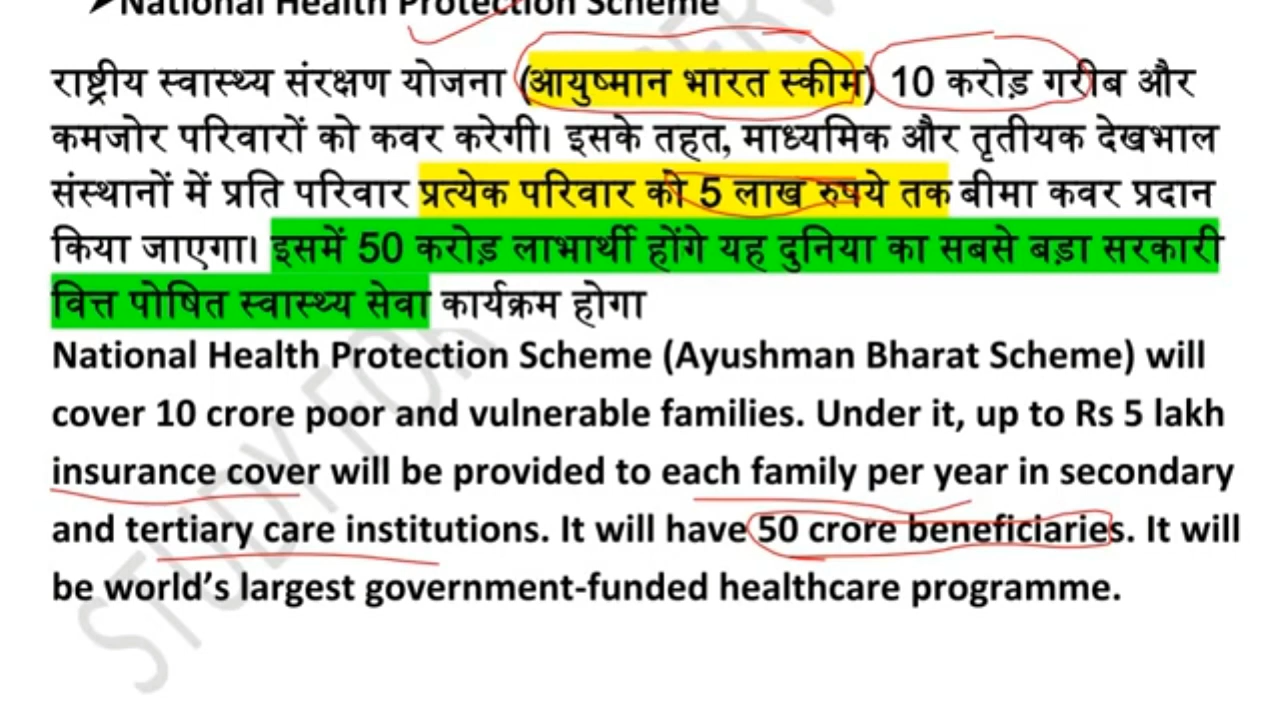 ➤National Health Protection Scheme
राष्ट्रीय स्वास्थ्य संरक्षण योजना (आयुष्मान भारत स्कीम) 10 करोड़ गरीब और
कमजोर परिवारों को कवर करेगी। इसके तहत, माध्यमिक और तृतीयक देखभाल
संस्थानों में प्रति परिवार प्रत्येक परिवार को 5 लाख रुपये तक बीमा कवर प्रदान
किया जाएगा। इसमें 50 करोड़ लाभार्थी होंगे यह दुनिया का सबसे बड़ा सरकारी
वित्त पोषित स्वास्थ्य सेवा कार्यक्रम होगा
National Health Protection Scheme (Ayushman Bharat Scheme) will
cover 10 crore poor and vulnerable families. Under it, up to Rs 5 lakh
insurance cover will be provided to each family per year in secondary
and tertiary care institutions. It will have 50 crore beneficiaries. It will
be world’s largest government-funded healthcare programme.
STUDY FOR